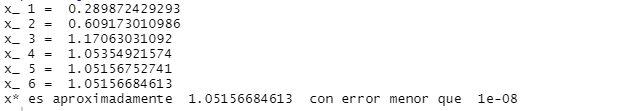 x_ 1 =  0.289872429293
x_ 2 =  0.609173010986
x_ 3 =  1.17063031092
x_ 4 =  1.05354921574
x_ 5 =  1.05156752741
x_ 6 =  1.05156684613
x* es aproximadamente  1.05156684613  con error menor que  1e-08